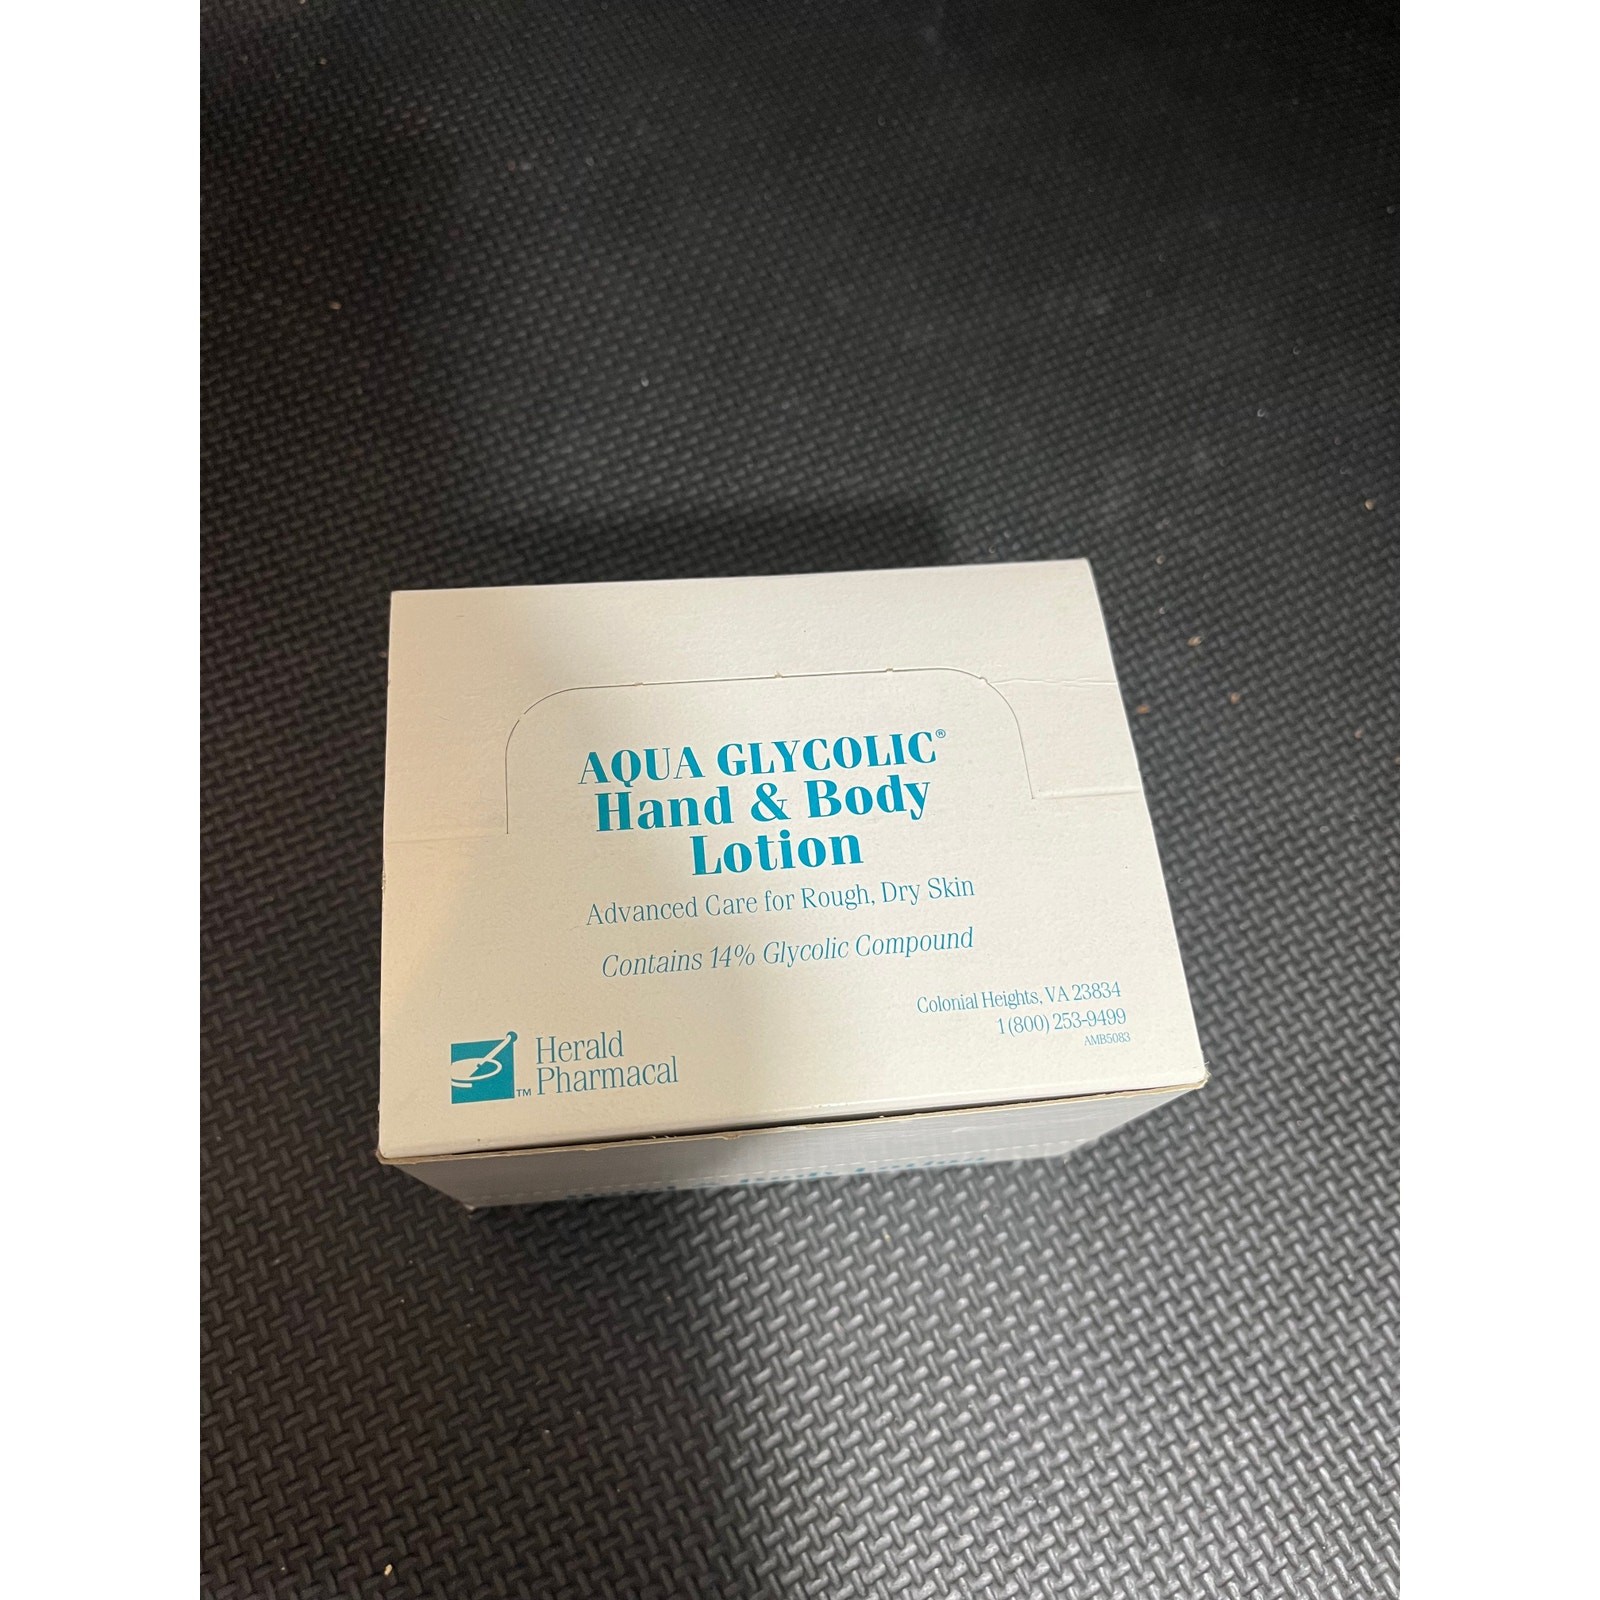 AQUA GLYCOLIC®
Hand & Body
Lotion
Advanced Care for Rough, Dry Skin
Contains 14% Glycolic Compound
Colonial Heights, VA 23834
1 (800) 253-9499
AMB5083
Herald
TM Pharmacal